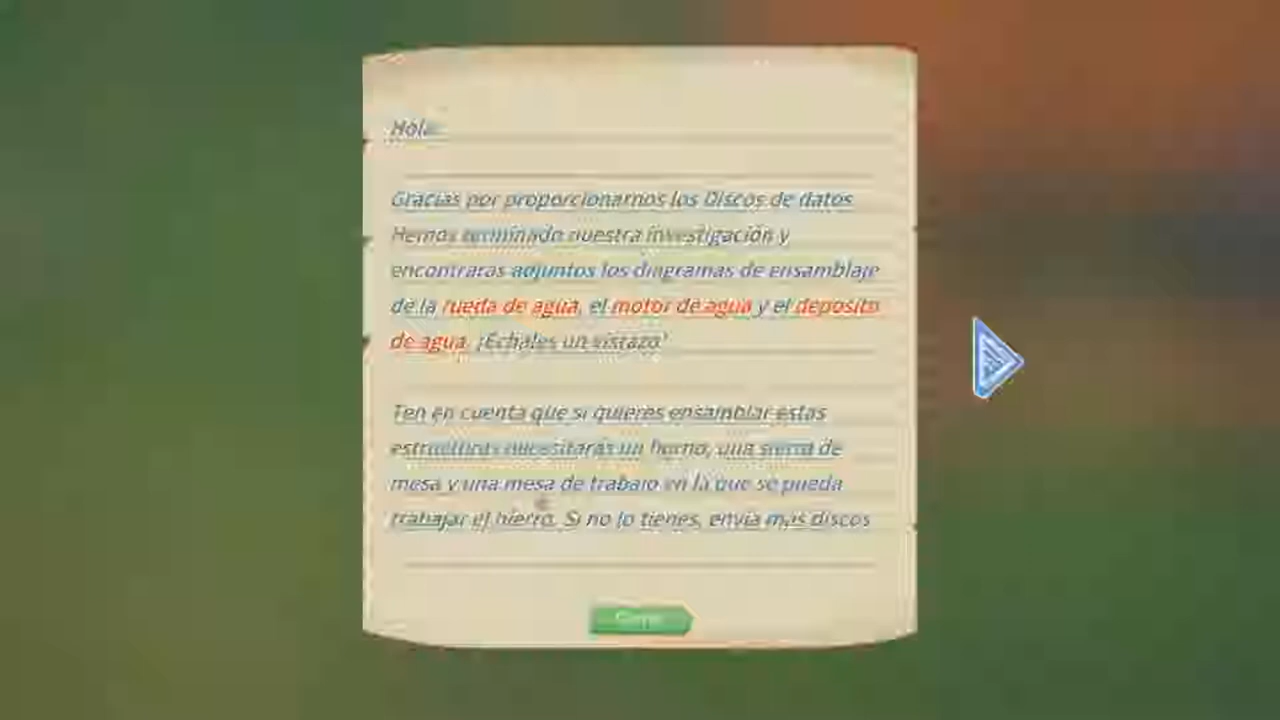 Hola:
Gracias por proporcionarnos los Discos de datos
Hemos terminado nuestra investigación y
encontrarás adjuntos los diagramas de ensamblaje
de la rueda de agua, el motor de agua y el depósito
de agua. ¡Échales un vistazo!
Ten en cuenta que si quieres ensamblar estas
estructuras necesitarás un horno, una sierra de
mesa y una mesa de trabajo en la que se pueda
trabajar el hierro. Si no lo tienes, envía más discos